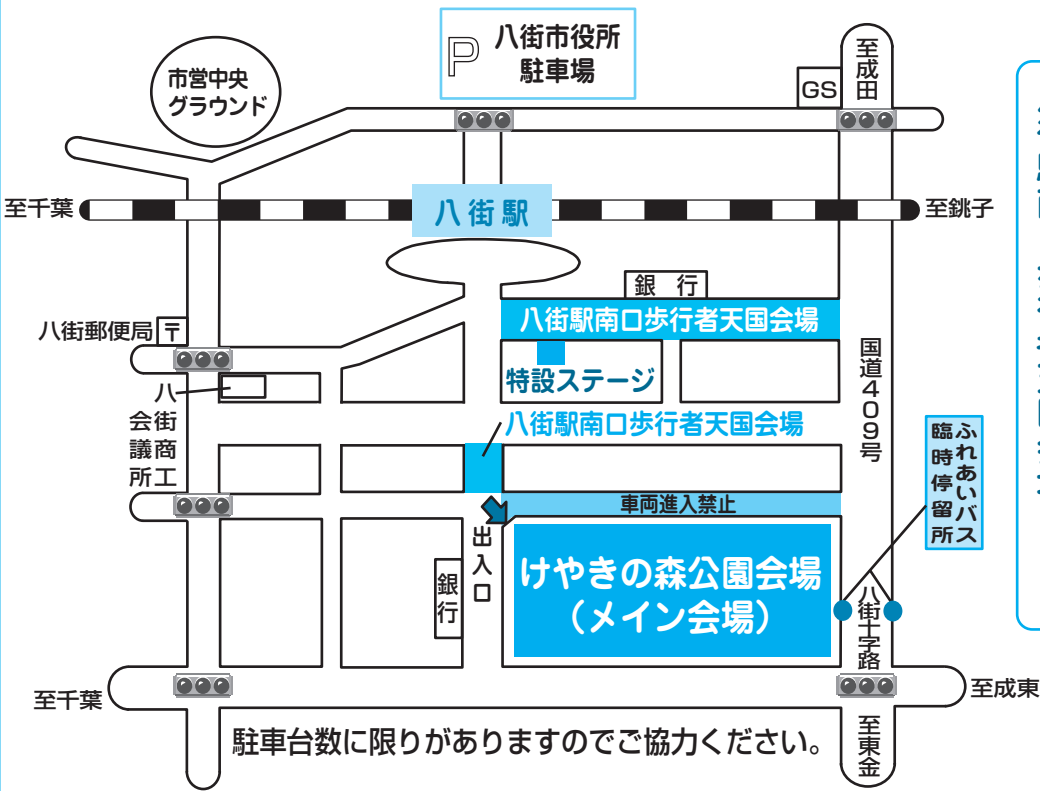 八街市役所
駐車場
P
市営中央
グラウンド
GS
至成田
至千葉
八街駅
至銚子
銀行
八街駅南口歩行者天国会場
八街郵便局
〒
特設ステージ
国道409号
八街商工
会議所
八街駅南口歩行者天国会場
ふれあいバス
臨時停留所
車両進入禁止
出入口
銀行
けやきの森公園会場
(メイン会場)
八街十字路
至千葉
至成東
至東金
駐車台数に限りがありますのでご協力ください。